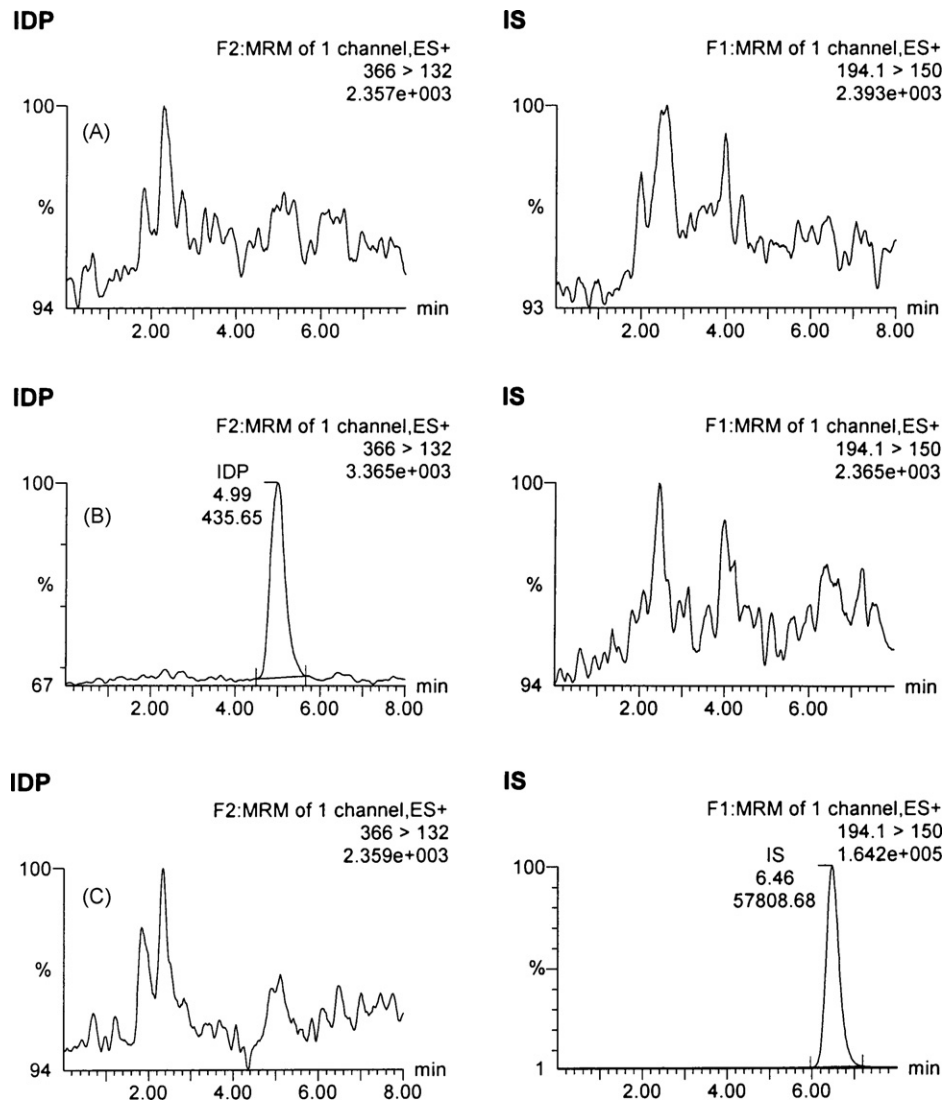 IDP
F2:MRM of 1 channel,ES+
366 > 132
2.357e+003
100
(A)
%
94
2.00 4.00 6.00
min
IS
F1:MRM of 1 channel,ES+
194.1 > 150
2.393e+003
100
%
93
2.00 4.00 6.00 8.00
min
IDP
F2:MRM of 1 channel,ES+
366 > 132
3.365e+003
IDP
4.99
435.65
100
(B)
%
67
2.00 4.00 6.00 8.00
min
IS
F1:MRM of 1 channel,ES+
194.1 > 150
2.365e+003
100
%
94
2.00 4.00 6.00
min
IDP
F2:MRM of 1 channel,ES+
366 > 132
2.359e+003
100
(C)
%
94
2.00 4.00 6.00 8.00
min
IS
F1:MRM of 1 channel,ES+
194.1 > 150
1.642e+005
IS
6.46
57808.68
100
%
1
2.00 4.00 6.00
min